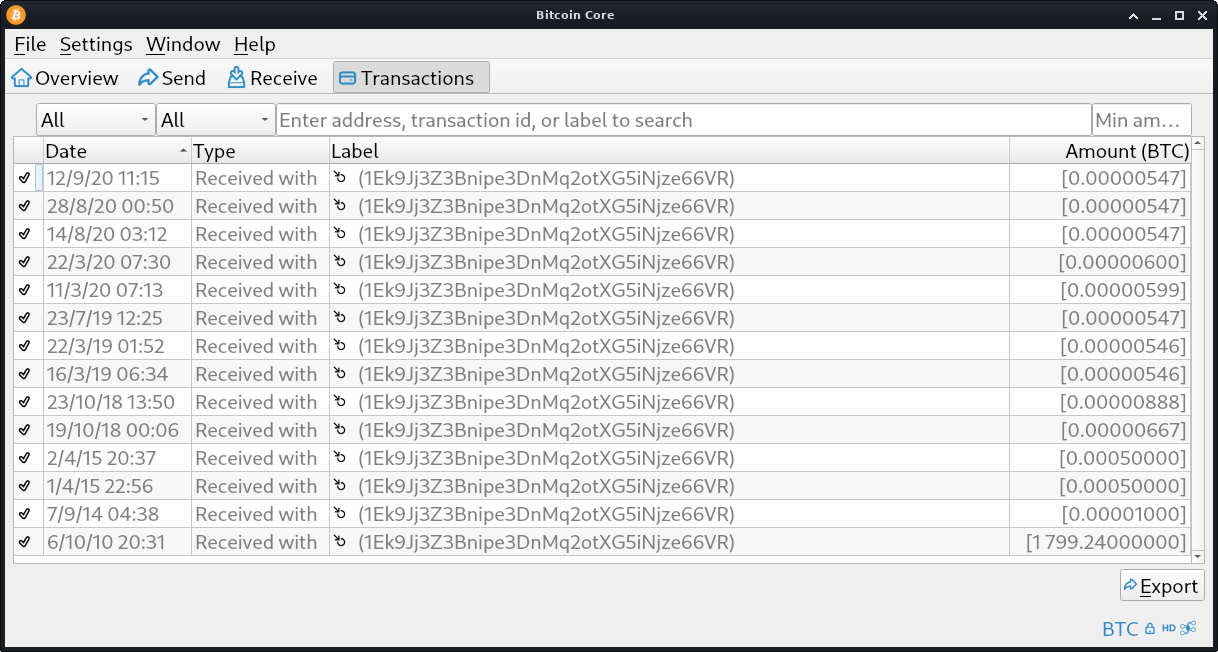 Bitcoin Core
File Settings Window Help
Overview Send Receive Transactions
All All Enter address, transaction id, or label to search Min am…
Date Type Label Amount (BTC)
12/9/20 11:15 Received with (1Ek9Jj3Z3Bnipe3DnMq2otXG5iNjze66VR) [0.00000547]
28/8/20 00:50 Received with (1Ek9Jj3Z3Bnipe3DnMq2otXG5iNjze66VR) [0.00000547]
14/8/20 03:12 Received with (1Ek9Jj3Z3Bnipe3DnMq2otXG5iNjze66VR) [0.00000547]
22/3/20 07:30 Received with (1Ek9Jj3Z3Bnipe3DnMq2otXG5iNjze66VR) [0.00000600]
11/3/20 07:13 Received with (1Ek9Jj3Z3Bnipe3DnMq2otXG5iNjze66VR) [0.00000599]
23/7/19 12:25 Received with (1Ek9Jj3Z3Bnipe3DnMq2otXG5iNjze66VR) [0.00000547]
22/3/19 01:52 Received with (1Ek9Jj3Z3Bnipe3DnMq2otXG5iNjze66VR) [0.00000546]
16/3/19 06:34 Received with (1Ek9Jj3Z3Bnipe3DnMq2otXG5iNjze66VR) [0.00000546]
23/10/18 13:50 Received with (1Ek9Jj3Z3Bnipe3DnMq2otXG5iNjze66VR) [0.00000888]
19/10/18 00:06 Received with (1Ek9Jj3Z3Bnipe3DnMq2otXG5iNjze66VR) [0.00000667]
2/4/15 20:37 Received with (1Ek9Jj3Z3Bnipe3DnMq2otXG5iNjze66VR) [0.00050000]
1/4/15 22:56 Received with (1Ek9Jj3Z3Bnipe3DnMq2otXG5iNjze66VR) [0.00050000]
7/9/14 04:38 Received with (1Ek9Jj3Z3Bnipe3DnMq2otXG5iNjze66VR) [0.00001000]
6/10/10 20:31 Received with (1Ek9Jj3Z3Bnipe3DnMq2otXG5iNjze66VR) [1 799.24000000]
Export
BTC HD